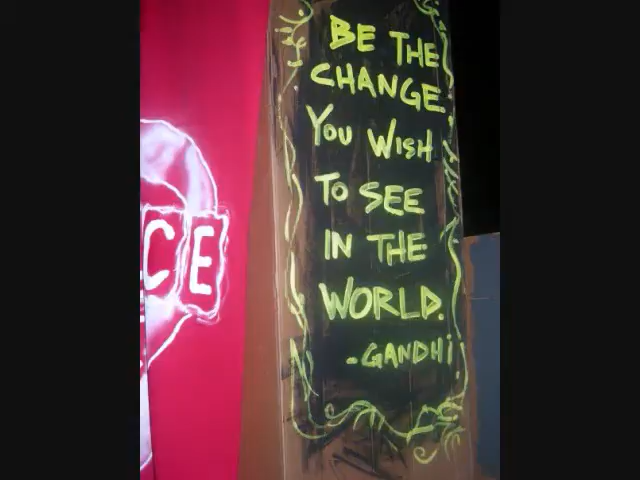 BE THE
CHANGE
YOU WISH
TO SEE
IN THE
WORLD.
-GANDHI
CE